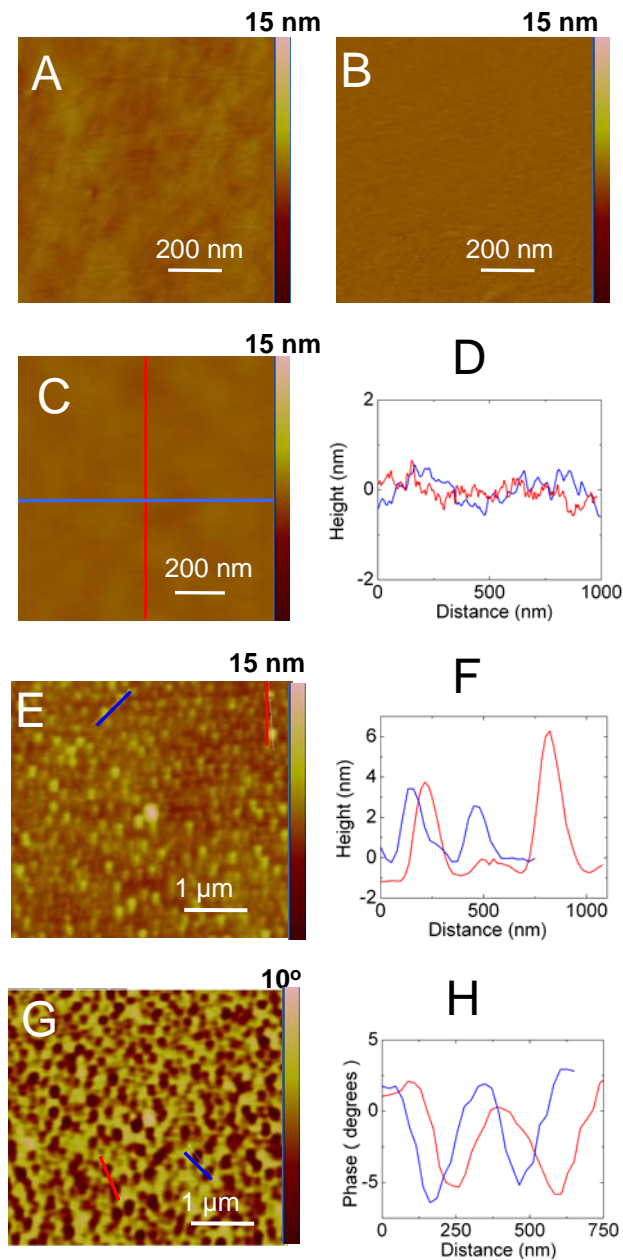 15 nm
15 nm
A
B
200 nm
200 nm
15 nm
C
D
200 nm
2
0
-2
Height (nm)
0
500
1000
Distance (nm)
15 nm
E
F
1 µm
6
4
2
0
-2
Height (nm)
0
500
1000
Distance (nm)
10º
G
H
1 µm
5
0
-5
Phase ( degrees)
0
250
500
750
Distance (nm)